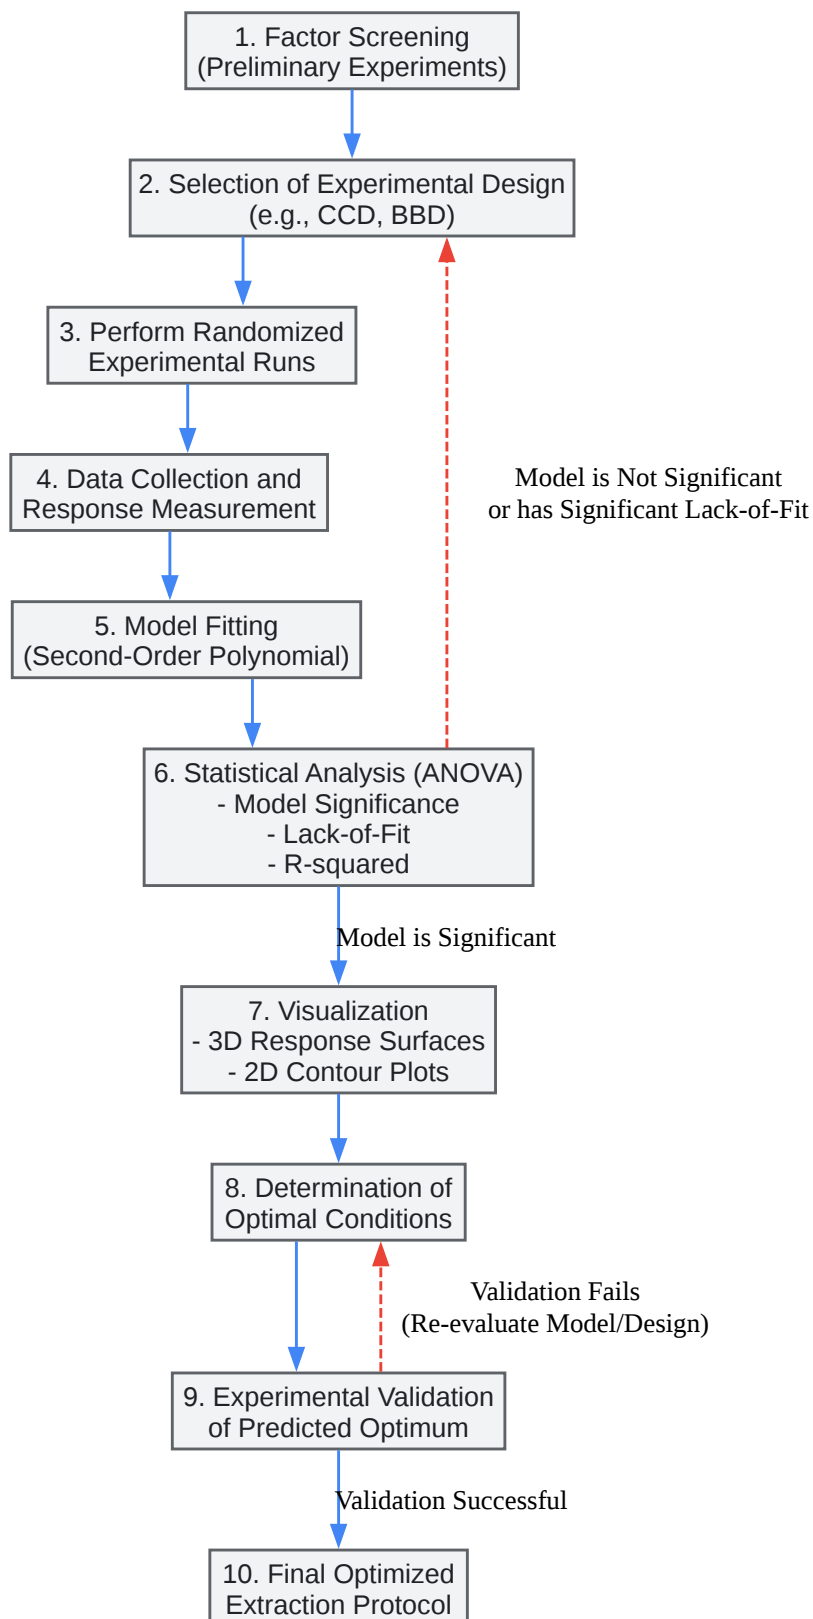 1. Factor Screening
(Preliminary Experiments)
2. Selection of Experimental Design
(e.g., CCD, BBD)
3. Perform Randomized
Experimental Runs
4. Data Collection and
Response Measurement
Model is Not Significant
or has Significant Lack-of-Fit
5. Model Fitting
(Second-Order Polynomial)
6. Statistical Analysis (ANOVA)
- Model Significance
- Lack-of-Fit
- R-squared
Model is Significant
7. Visualization
- 3D Response Surfaces
- 2D Contour Plots
8. Determination of
Optimal Conditions
Validation Fails
(Re-evaluate Model/Design)
9. Experimental Validation
of Predicted Optimum
Validation Successful
10. Final Optimized
Extraction Protocol